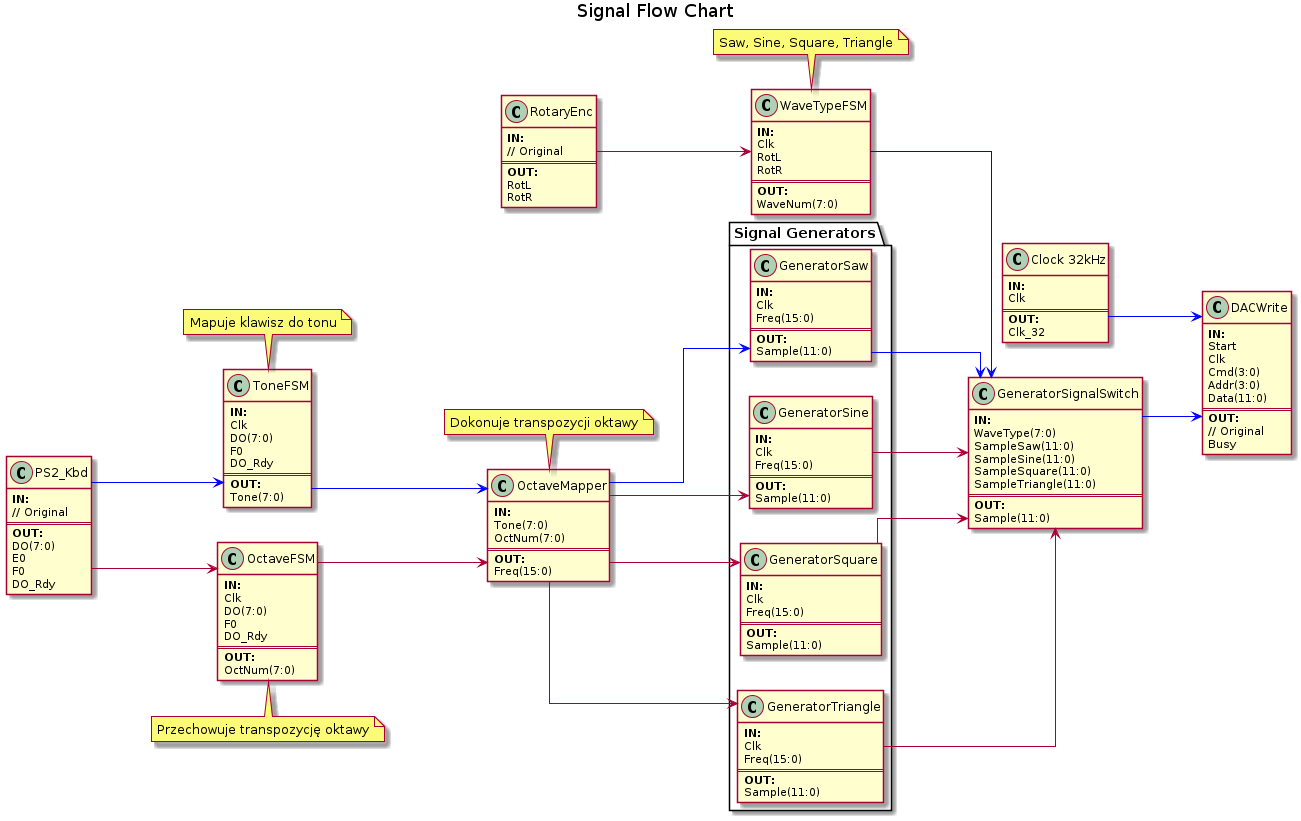 Signal Flow Chart
Saw, Sine, Square, Triangle
RotaryEnc
IN:
// Original
OUT:
RotL
RotR
WaveTypeFSM
IN:
Clk
RotL
RotR
OUT:
WaveNum(7:0)
Signal Generators
GeneratorSaw
IN:
Clk
Freq(15:0)
OUT:
Sample(11:0)
Clock 32kHz
IN:
Clk
OUT:
Clk_32
DACWrite
IN:
Start
Clk
Cmd(3:0)
Addr(3:0)
Data(11:0)
OUT:
// Original
Busy
Mapuje klawisz do tonu
ToneFSM
IN:
Clk
DO(7:0)
F0
DO_Rdy
OUT:
Tone(7:0)
GeneratorSignalSwitch
IN:
WaveType(7:0)
SampleSaw(11:0)
SampleSine(11:0)
SampleSquare(11:0)
SampleTriangle(11:0)
OUT:
Sample(11:0)
Dokonuje transpozycji oktawy
GeneratorSine
IN:
Clk
Freq(15:0)
OUT:
Sample(11:0)
PS2_Kbd
IN:
// Original
OUT:
DO(7:0)
E0
F0
DO_Rdy
OctaveMapper
IN:
Tone(7:0)
OctNum(7:0)
OUT:
Freq(15:0)
OctaveFSM
IN:
Clk
DO(7:0)
F0
DO_Rdy
OUT:
OctNum(7:0)
GeneratorSquare
IN:
Clk
Freq(15:0)
OUT:
Sample(11:0)
Przechowuje transpozycję oktawy
GeneratorTriangle
IN:
Clk
Freq(15:0)
OUT:
Sample(11:0)